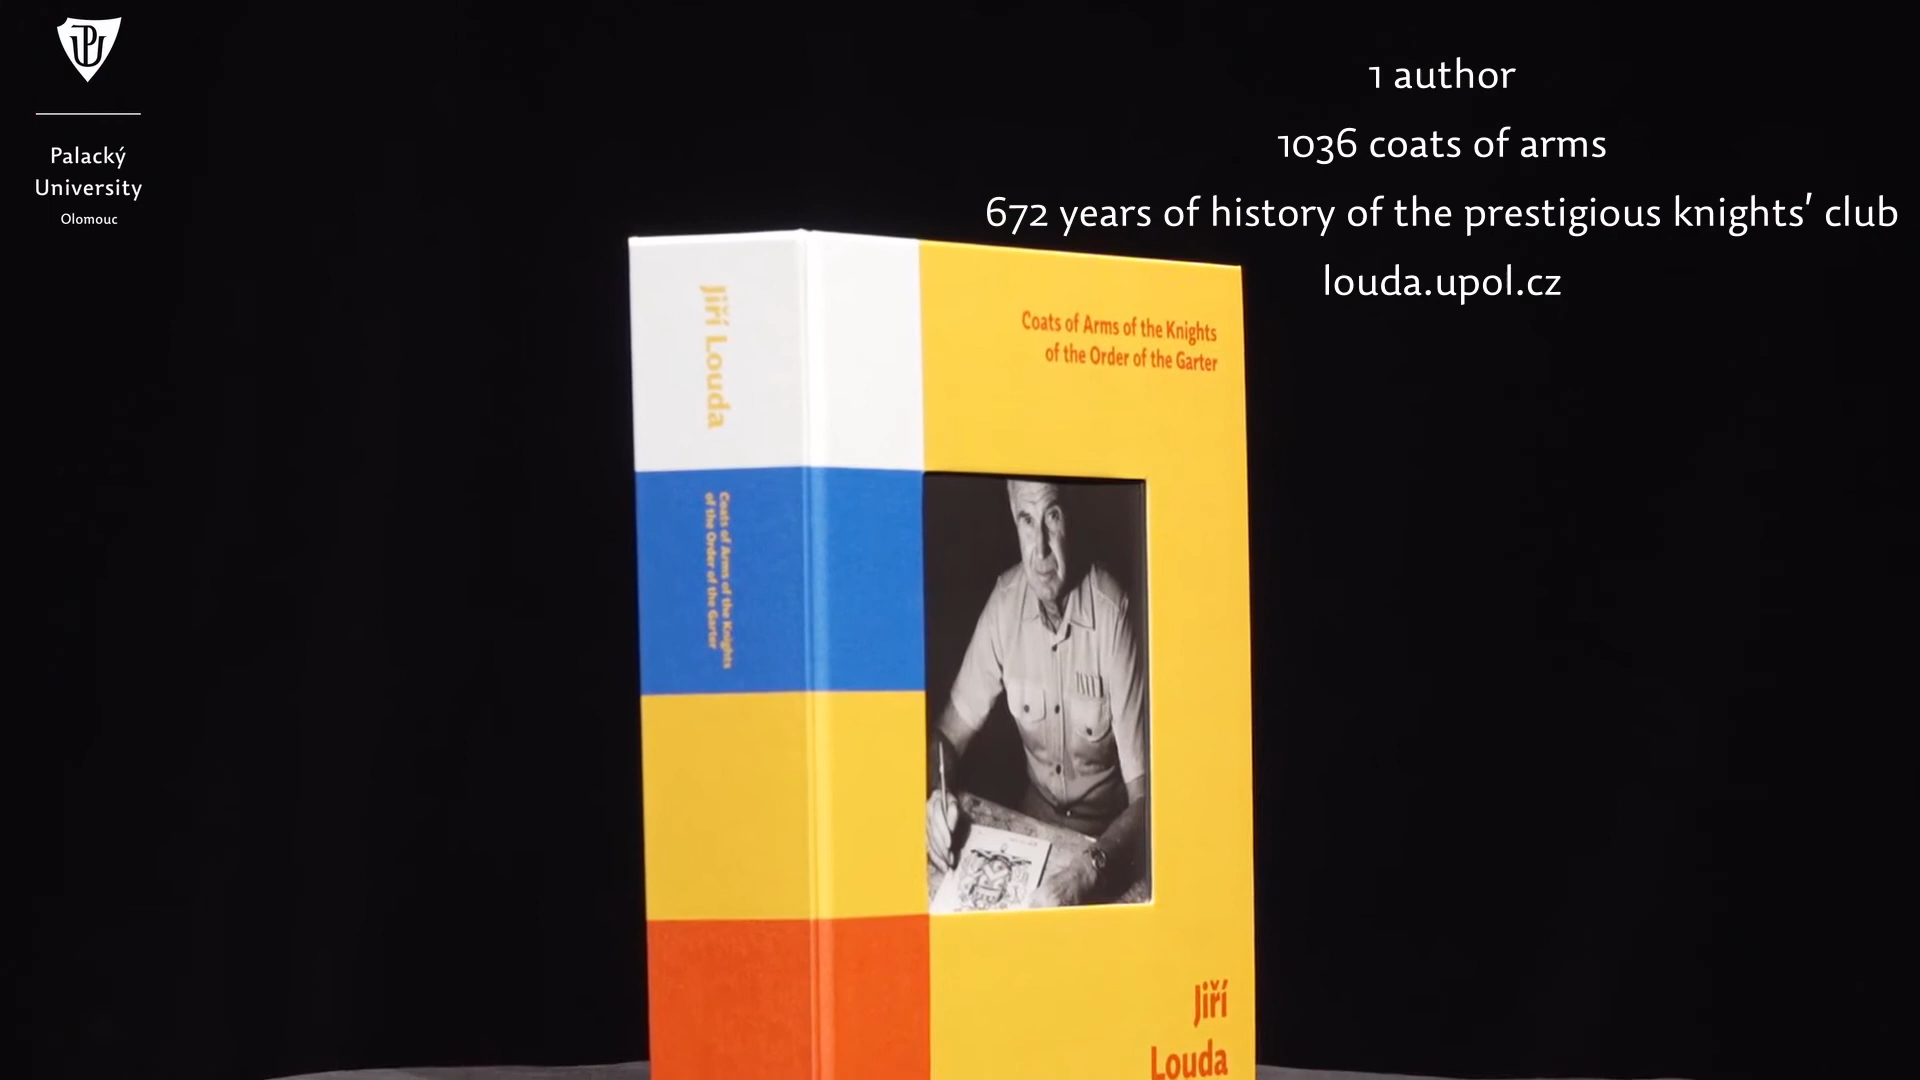 Palacký
University
Olomouc
1 author
1036 coats of arms
672 years of history of the prestigious knights' club
louda.upol.cz
Jiří Louda
Coats of Arms of the Knights
of the Order of the Garter
Coats of Arms of the Knights
of the Order of the Garter
Jiří
Louda